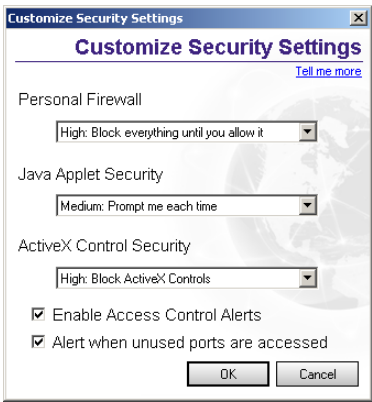 Customize Security Settings
Customize Security Settings
Tell me more
Personal Firewall
High: Block everything until you allow it
Java Applet Security
Medium: Prompt me each time
ActiveX Control Security
High: Block ActiveX Controls
Enable Access Control Alerts
Alert when unused ports are accessed
OK Cancel